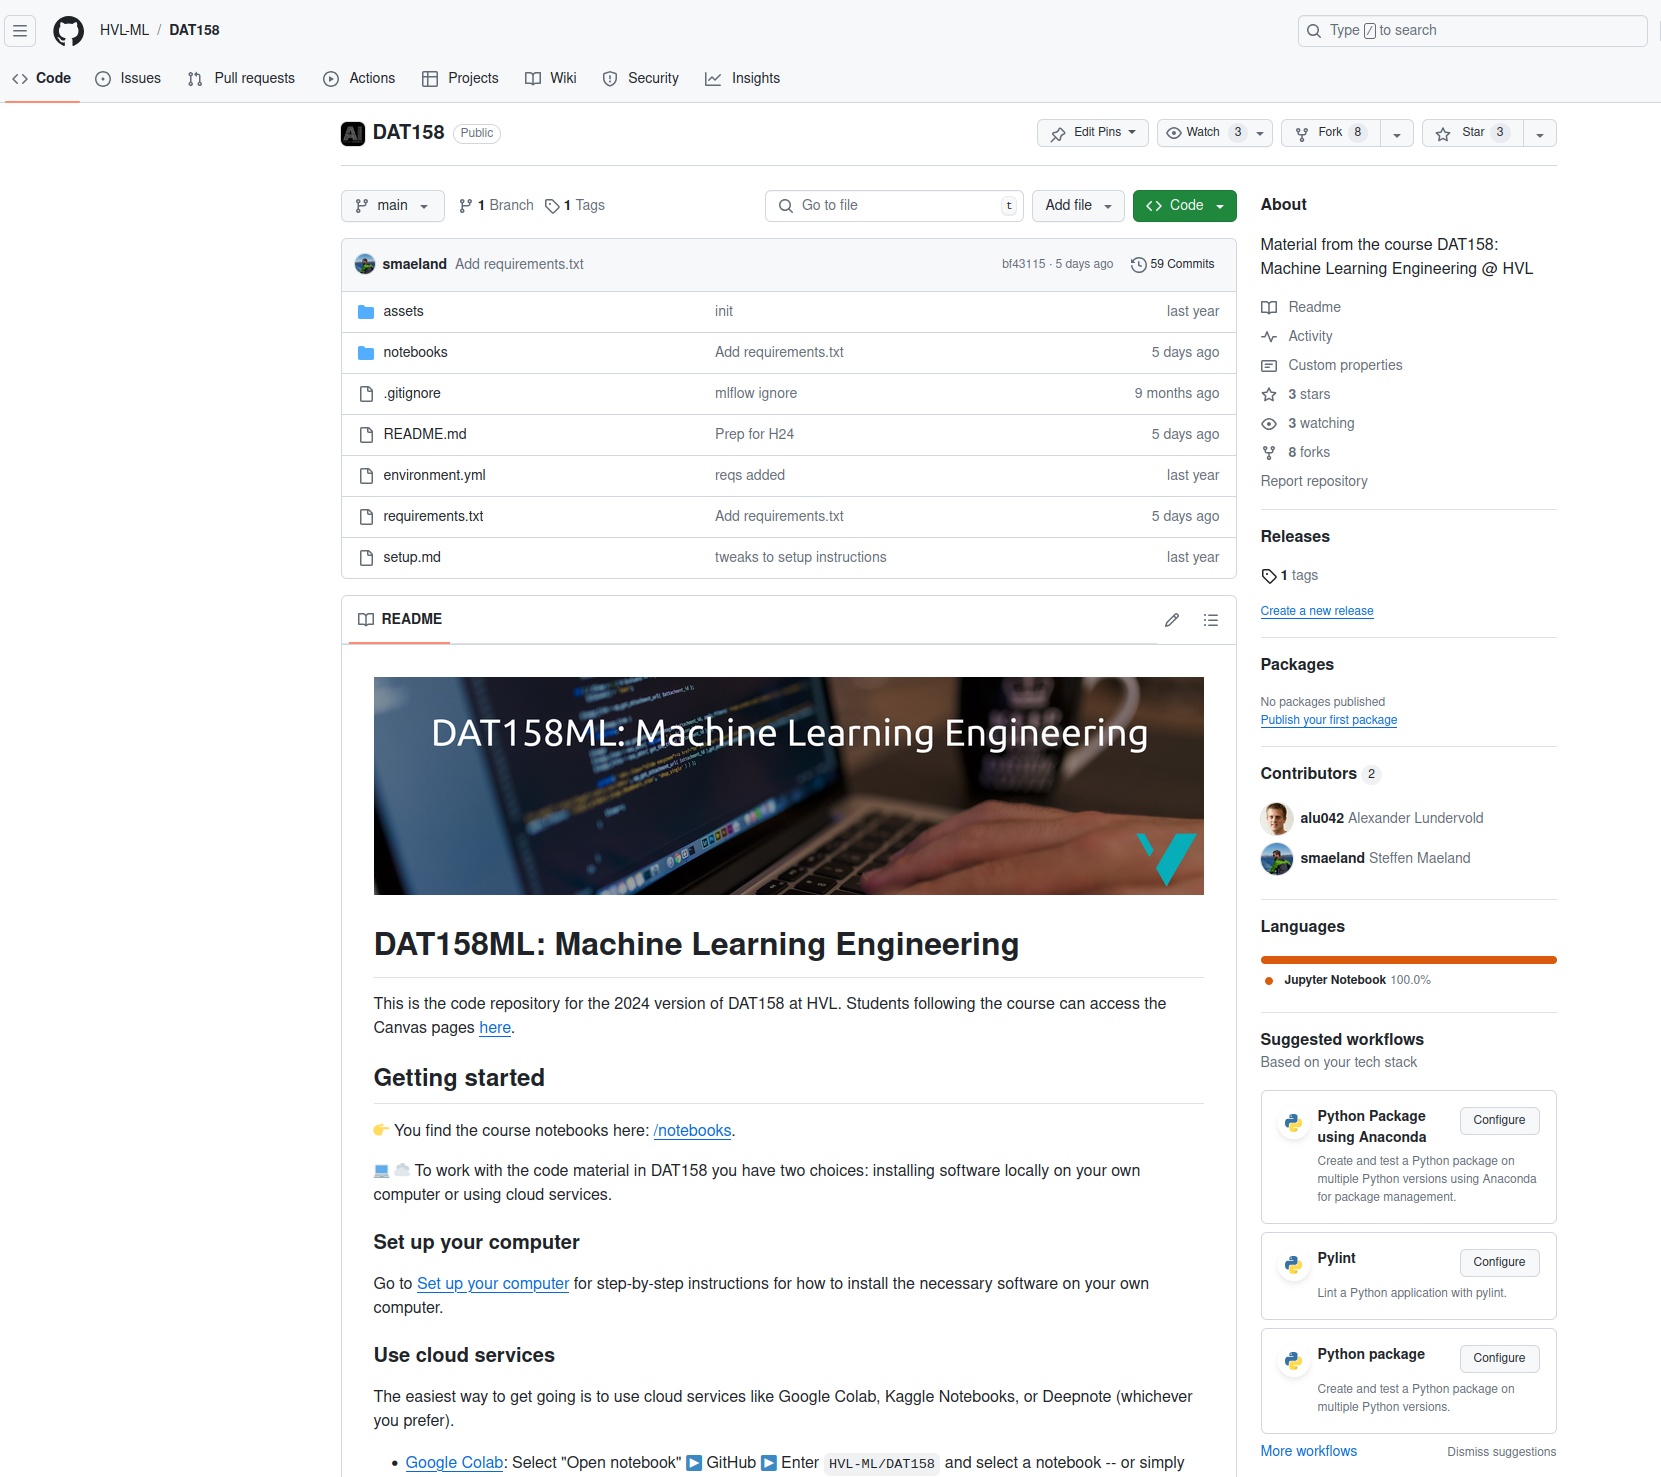 HVL-ML / DAT158
Type / to search
Code Issues Pull requests Actions Projects Wiki Security Insights
AI DAT158 Public
Edit Pins Watch 3 Fork 8 Star 3
main 1 Branch 1 Tags Go to file t Add file Code
smaeland Add requirements.txt bf43115 · 5 days ago 59 Commits
assets init last year
notebooks Add requirements.txt 5 days ago
.gitignore mlflow ignore 9 months ago
README.md Prep for H24 5 days ago
environment.yml reqs added last year
requirements.txt Add requirements.txt 5 days ago
setup.md tweaks to setup instructions last year
README
DAT158ML: Machine Learning Engineering
DAT158ML: Machine Learning Engineering
This is the code repository for the 2024 version of DAT158 at HVL. Students following the course can access the
Canvas pages here.
Getting started
👉 You find the course notebooks here: /notebooks.
💻 ☁️ To work with the code material in DAT158 you have two choices: installing software locally on your own
computer or using cloud services.
Set up your computer
Go to Set up your computer for step-by-step instructions for how to install the necessary software on your own
computer.
Use cloud services
The easiest way to get going is to use cloud services like Google Colab, Kaggle Notebooks, or Deepnote (whichever
you prefer).
• Google Colab: Select "Open notebook" ▶️ GitHub ▶️ Enter HVL-ML/DAT158 and select a notebook -- or simply
About
Material from the course DAT158:
Machine Learning Engineering @ HVL
Readme
Activity
Custom properties
3 stars
3 watching
8 forks
Report repository
Releases
1 tags
Create a new release
Packages
No packages published
Publish your first package
Contributors 2
alu042 Alexander Lundervold
smaeland Steffen Maeland
Languages
Jupyter Notebook 100.0%
Suggested workflows
Based on your tech stack
Python Package
using Anaconda
Configure
Create and test a Python package on
multiple Python versions using Anaconda
for package management.
Pylint
Configure
Lint a Python application with pylint.
Python package
Configure
Create and test a Python package on
multiple Python versions.
More workflows Dismiss suggestions